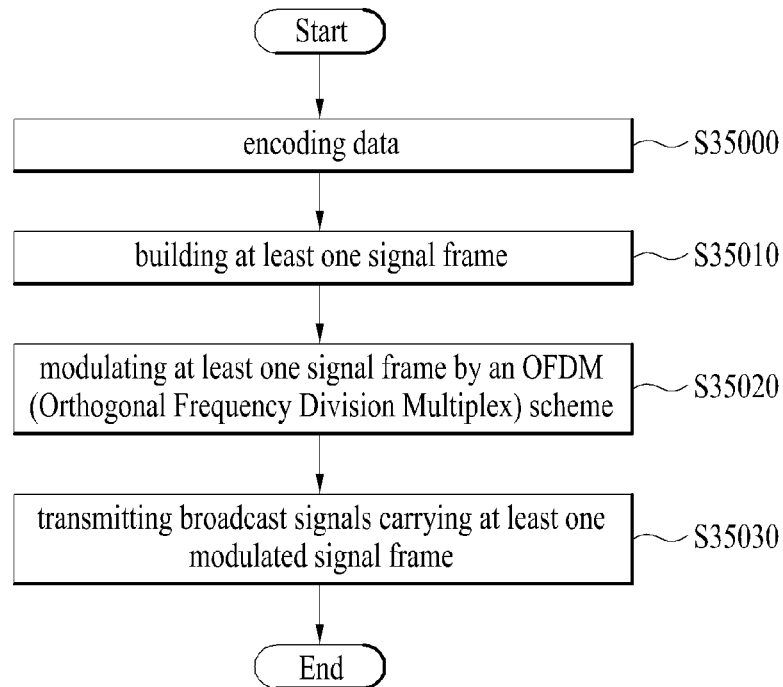 Start
encoding data
S35000
building at least one signal frame
S35010
modulating at least one signal frame by an OFDM
(Orthogonal Frequency Division Multiplex) scheme
S35020
transmitting broadcast signals carrying at least one
modulated signal frame
S35030
End